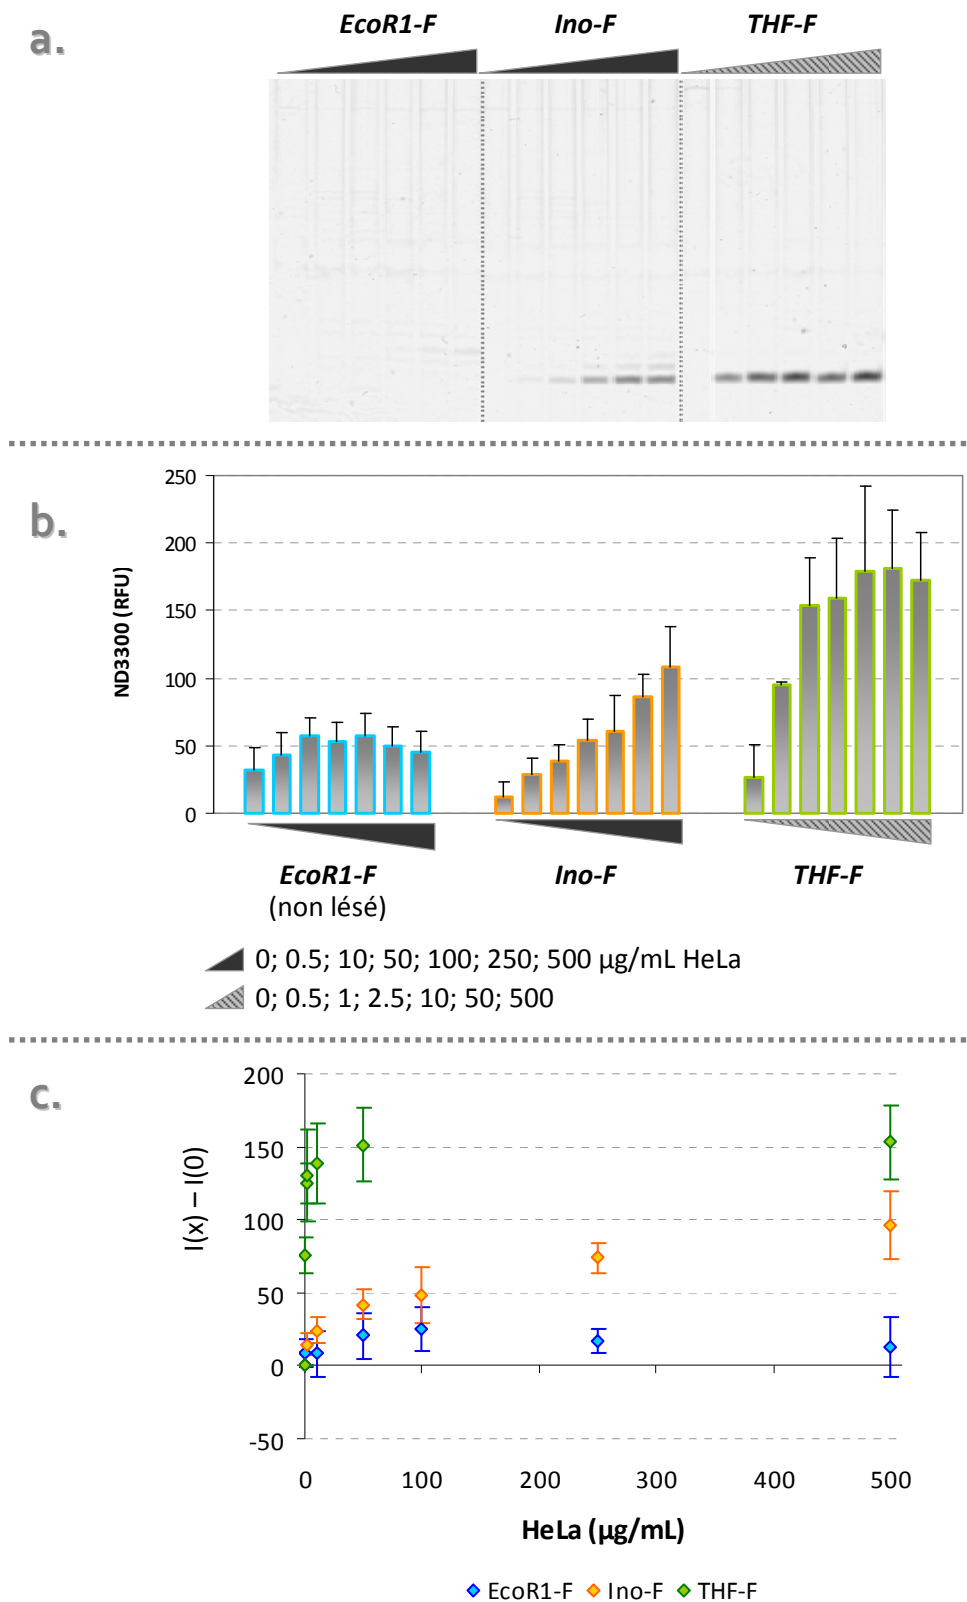 a.
EcoR1-F Ino-F THF-F
b.
250
200
150
100
50
0
ND3300 (RFU)
EcoR1-F Ino-F THF-F
(non lésé)
0; 0.5; 10; 50; 100; 250; 500 µg/mL HeLa
0; 0.5; 1; 2.5; 10; 50; 500
c.
200
150
100
50
0
-50
I(x) – I(0)
0 100 200 300 400 500
HeLa (µg/mL)
EcoR1-F Ino-F THF-F